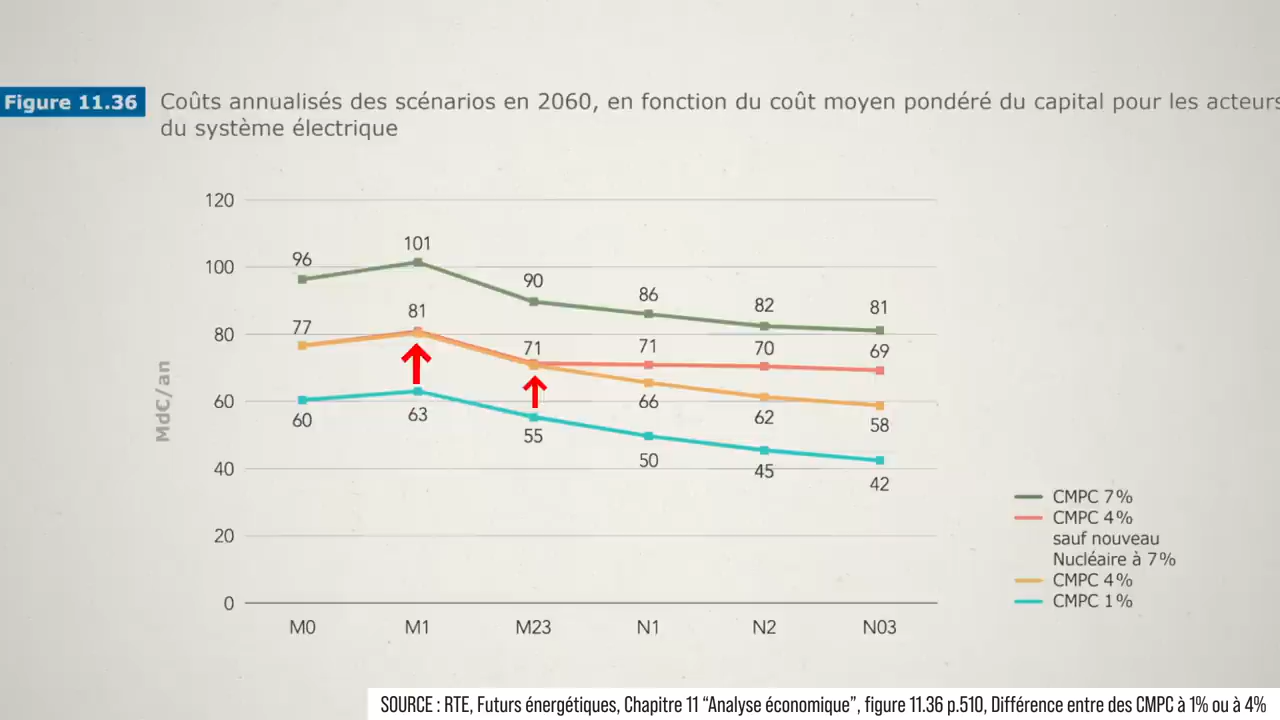 Figure 11.36
Coûts annualisés des scénarios en 2060, en fonction du coût moyen pondéré du capital pour les acteurs
du système électrique
Md€/an
120
100
80
60
40
20
0
96
101
90
86
82
81
77
81
71
71
70
69
66
62
58
60
63
55
50
45
42
M0
M1
M23
N1
N2
N03
CMPC 7%
CMPC 4%
sauf nouveau
Nucléaire à 7%
CMPC 4%
CMPC 1%
SOURCE : RTE, Futurs énergétiques, Chapitre 11 “Analyse économique”, figure 11.36 p.510, Différence entre des CMPC à 1% ou à 4%